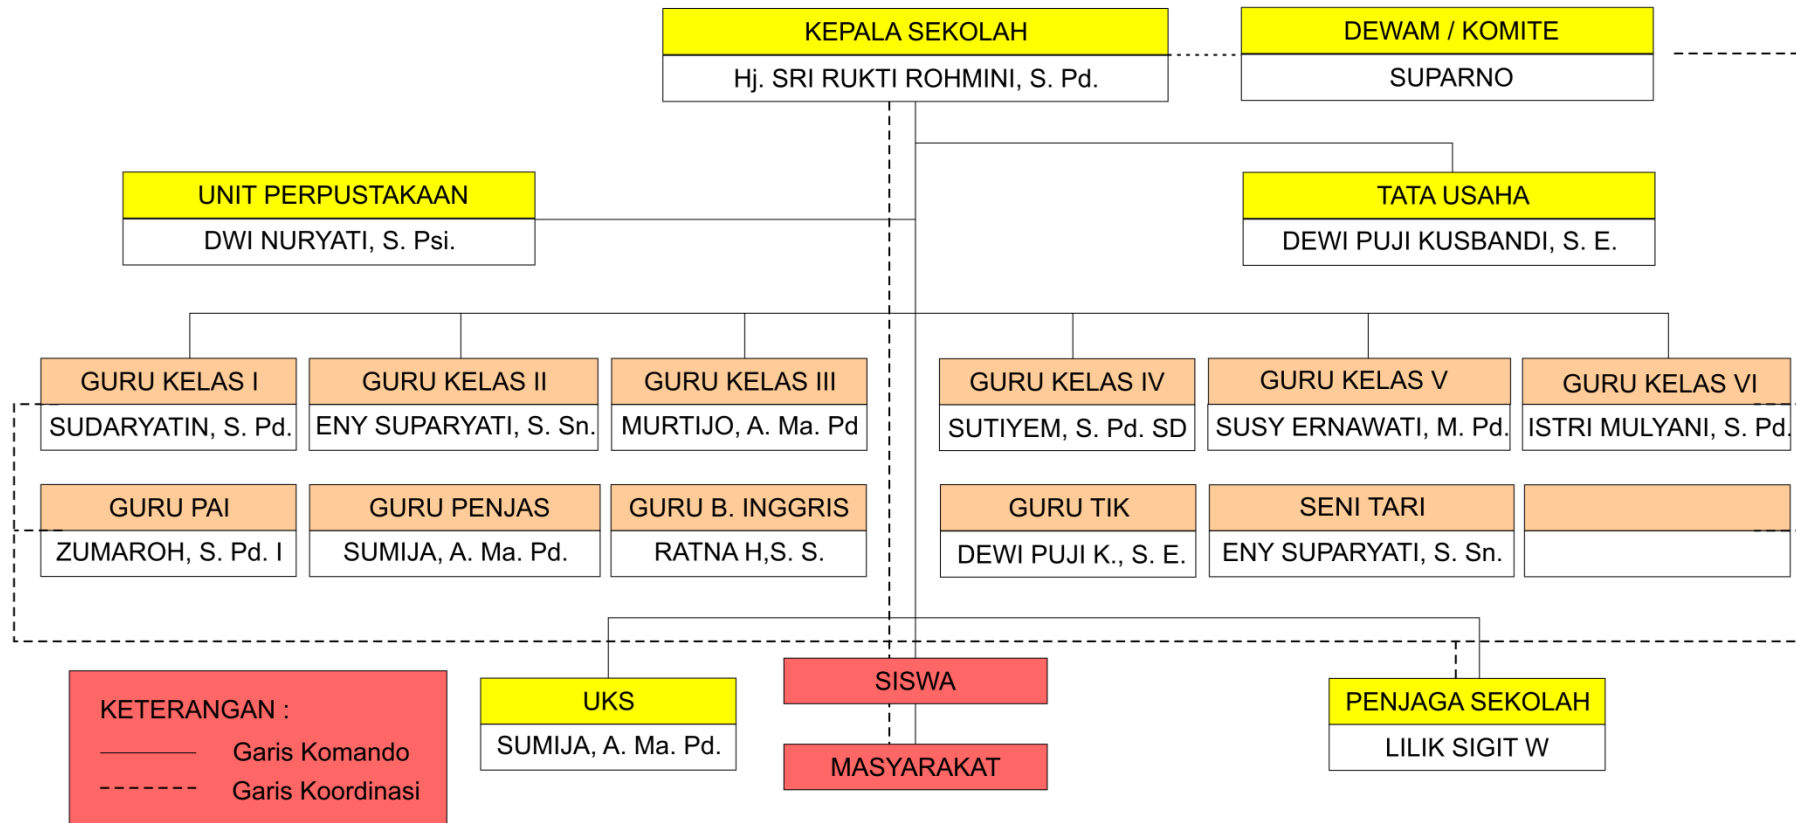 KEPALA SEKOLAH
Hj. SRI RUKTI ROHMINI, S. Pd.
DEWAM / KOMITE
SUPARNO
UNIT PERPUSTAKAAN
DWI NURYATI, S. Psi.
TATA USAHA
DEWI PUJI KUSBANDI, S. E.
GURU KELAS I
SUDARYATIN, S. Pd.
GURU KELAS II
ENY SUPARYATI, S. Sn.
GURU KELAS III
MURTIJO, A. Ma. Pd
GURU KELAS IV
SUTIYEM, S. Pd. SD
GURU KELAS V
SUSY ERNAWATI, M. Pd.
GURU KELAS VI
ISTRI MULYANI, S. Pd.
GURU PAI
ZUMAROH, S. Pd. I
GURU PENJAS
SUMIJA, A. Ma. Pd.
GURU B. INGGRIS
RATNA H,S. S.
GURU TIK
DEWI PUJI K., S. E.
SENI TARI
ENY SUPARYATI, S. Sn.
KETERANGAN :
Garis Komando
Garis Koordinasi
UKS
SUMIJA, A. Ma. Pd.
SISWA
MASYARAKAT
PENJAGA SEKOLAH
LILIK SIGIT W